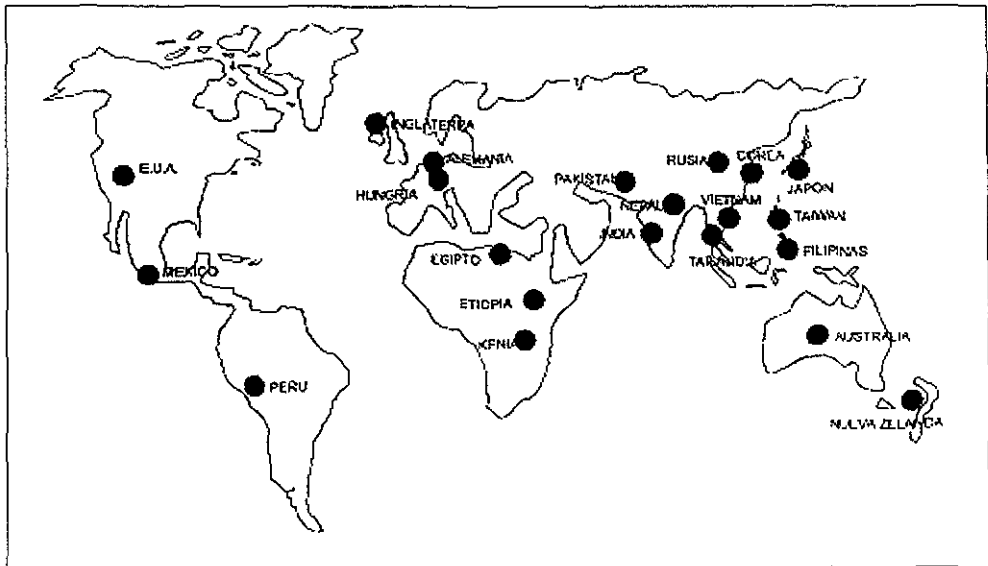 INGLATERRA
ALEMANIA
RUSIA
COREA
E.U.A.
PAKISTAN
JAPON
HUNGRIA
NEPAL
VIETNAM
TAIWAN
INDIA
EGIPTO
FILIPINAS
MEXICO
ETIOPIA
AUSTRALIA
KENIA
PERU
NUEVA ZELANDA